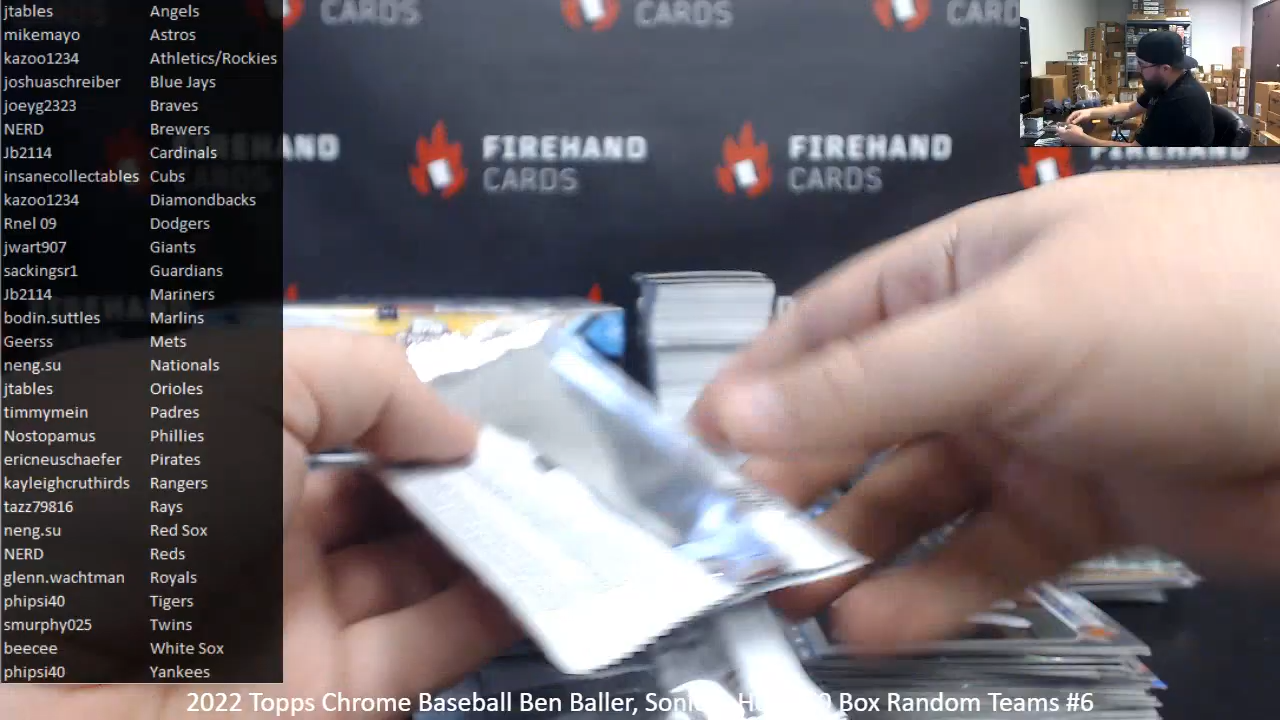 jtables Angels
mikemayo Astros
kazoo1234 Athletics/Rockies
joshuaschreiber Blue Jays
joeyg2323 Braves
NERD Brewers
Jb2114 Cardinals
insanecollectables Cubs
kazoo1234 Diamondbacks
Rnel 09 Dodgers
jwart907 Giants
sackingsr1 Guardians
Jb2114 Mariners
bodin.suttles Marlins
Geerss Mets
neng.su Nationals
jtables Orioles
timmymein Padres
Nostopamus Phillies
ericneuschaefer Pirates
kayleighcruthirds Rangers
tazz79816 Rays
neng.su Red Sox
NERD Reds
glenn.wachtman Royals
phipsi40 Tigers
smurphy025 Twins
beecee White Sox
phipsi40 Yankees
CARDS CARDS CARD
FIREHAND FIREHAND
CARDS CARDS
2022 Topps Chrome Baseball Ben Baller, Box Random Teams #6